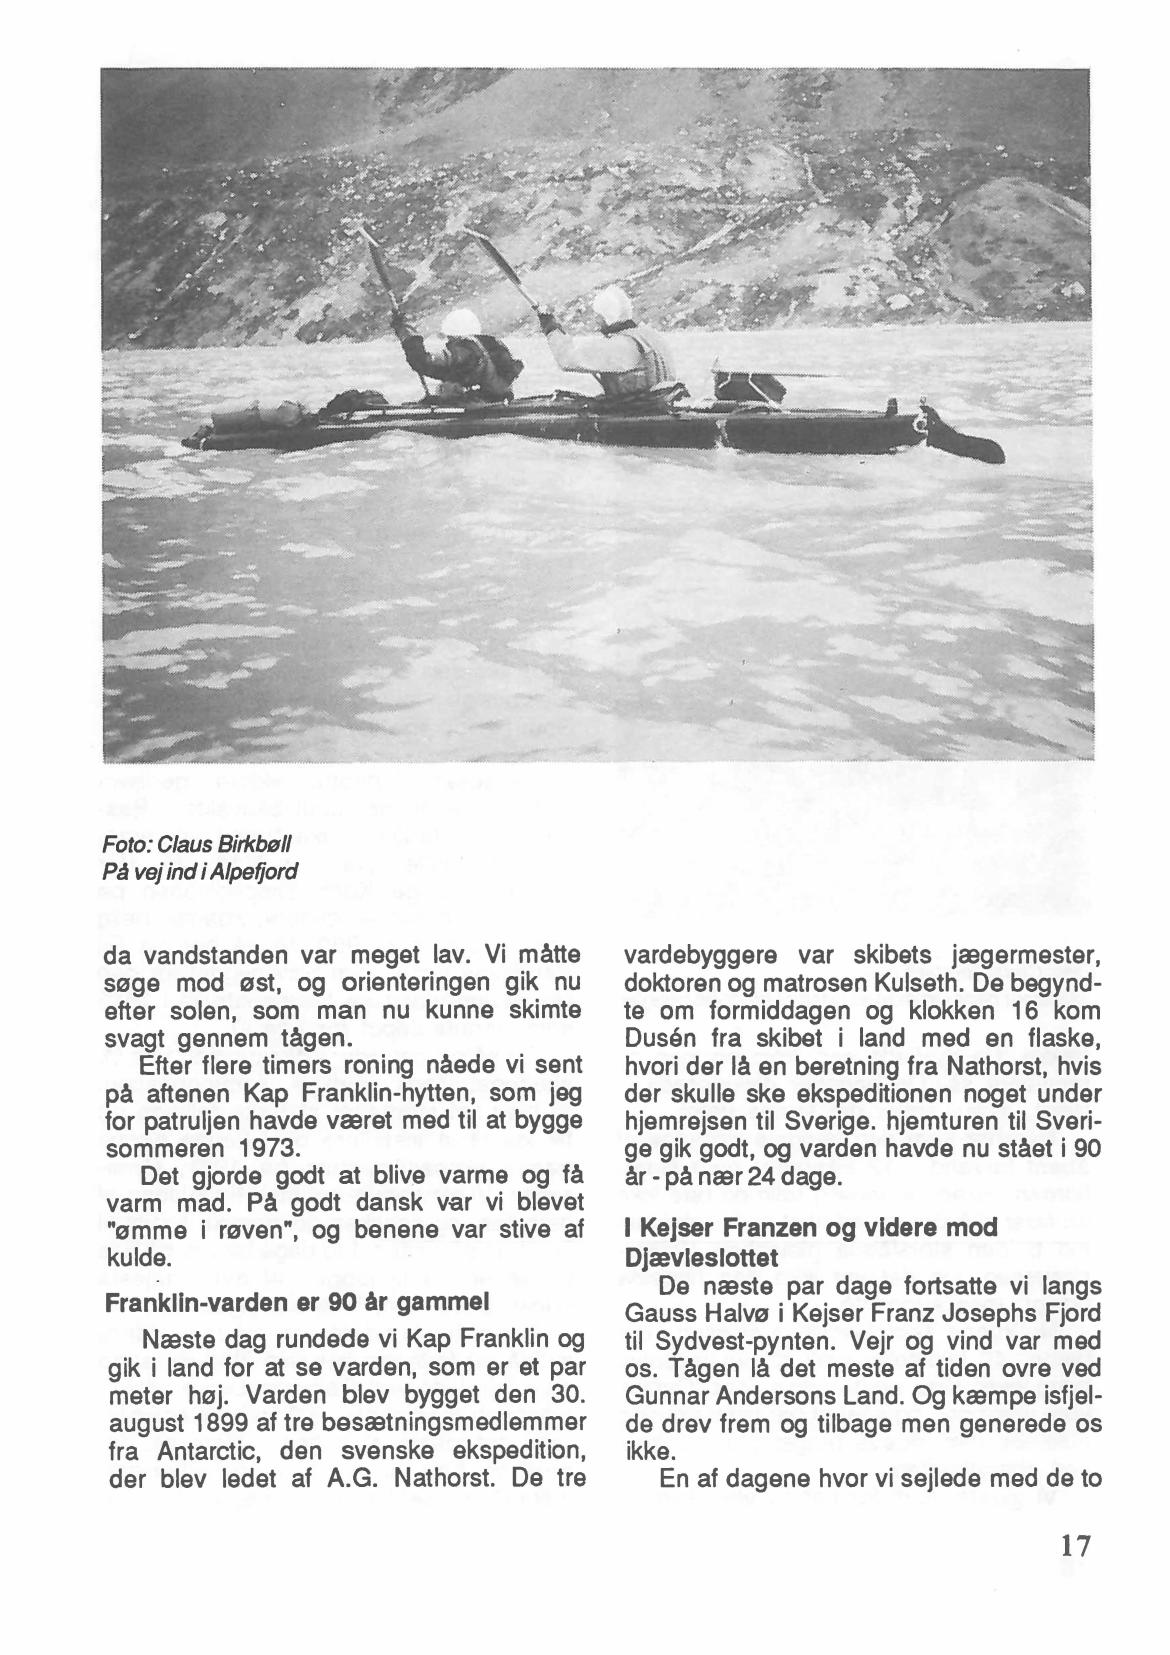 Foto: Claus Birkbøll
På vej ind i Alpefjord
da vandstanden var meget lav. Vi måtte
søge mod øst, og orienteringen gik nu
efter solen, som man nu kunne skimte
svagt gennem tågen.
Efter flere timers roning nåede vi sent
på aftenen Kap Franklin-hytten, som jeg
for patruljen havde været med til at bygge
sommeren 1973.
Det gjorde godt at blive varme og få
varm mad. På godt dansk var vi blevet
"ømme i røven", og benene var stive af
kulde.
Franklin-varden er 90 år gammel
Næste dag rundede vi Kap Franklin og
gik i land for at se varden, som er et par
meter høj. Varden blev bygget den 30.
august 1899 af tre besætningsmedlemmer
fra Antarctic, den svenske ekspedition,
der blev ledet af A.G. Nathorst. De tre
vardebyggere var skibets jægermester,
doktoren og matrosen Kulseth. De begynd-
te om formiddagen og klokken 16 kom
Dusén fra skibet i land med en flaske,
hvori der lå en beretning fra Nathorst, hvis
der skulle ske ekspeditionen noget under
hjemrejsen til Sverige. hjemturen til Sveri-
ge gik godt, og varden havde nu stået i 90
år - på nær 24 dage.
I Kejser Franzen og videre mod
Djævleslottet
De næste par dage fortsatte vi langs
Gauss Halvø i Kejser Franz Josephs Fjord
til Sydvest-pynten. Vejr og vind var med
os. Tågen lå det meste af tiden ovre ved
Gunnar Andersons Land. Og kæmpe isfjel-
de drev frem og tilbage men generede os
ikke.
En af dagene hvor vi sejlede med de to
17